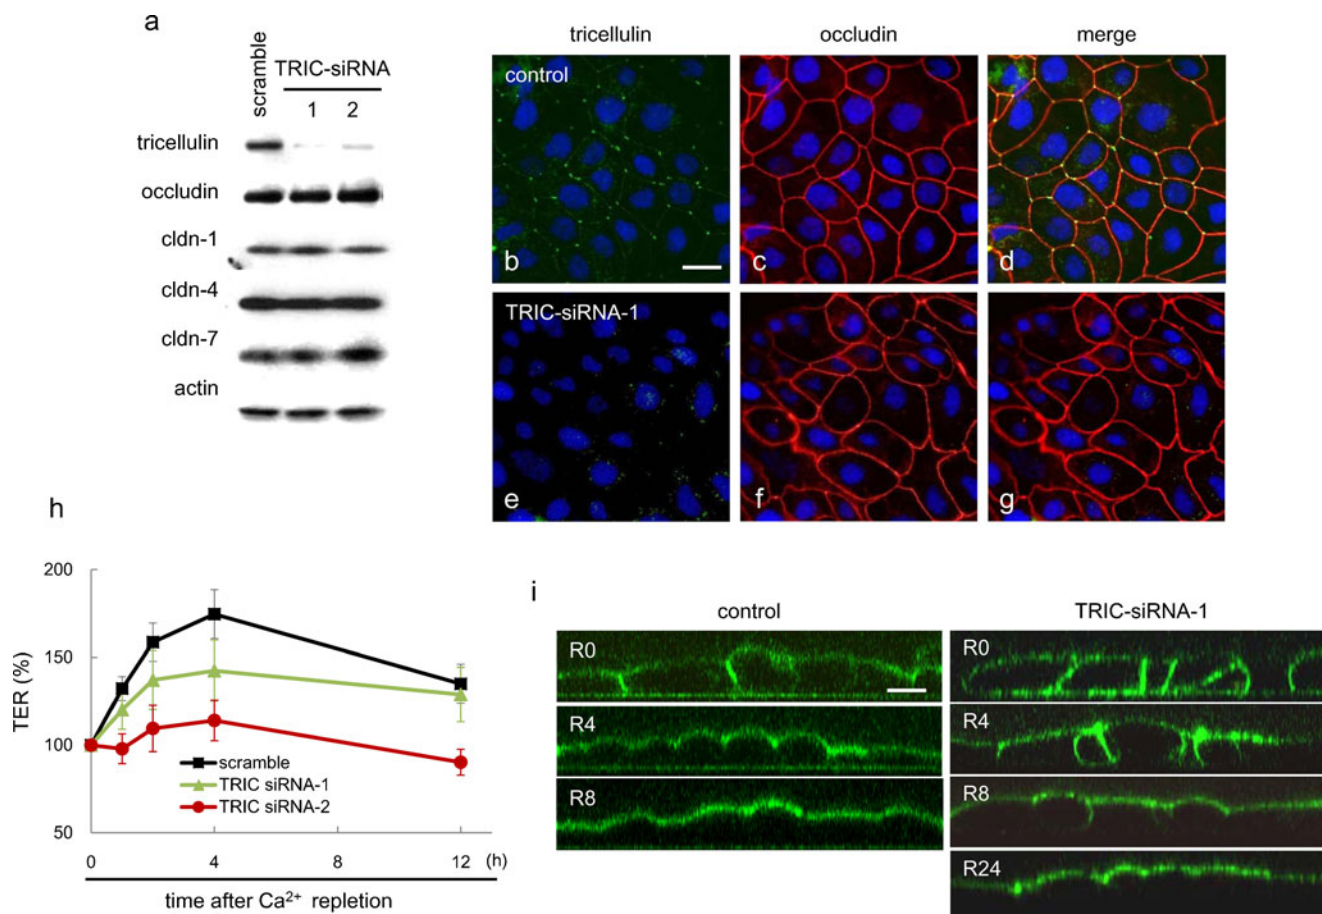 a
scramble
TRIC-siRNA
1 2
tricellulin
occludin
cldn-1
cldn-4
cldn-7
actin
tricellulin occludin merge
control
b c d
TRIC-siRNA-1
e f g
h
TER (%)
200
150
100
50
scramble
TRIC siRNA-1
TRIC siRNA-2
0 4 8 12 (h)
time after Ca²⁺ repletion
i
control TRIC-siRNA-1
R0 R0
R4 R4
R8 R8
R24